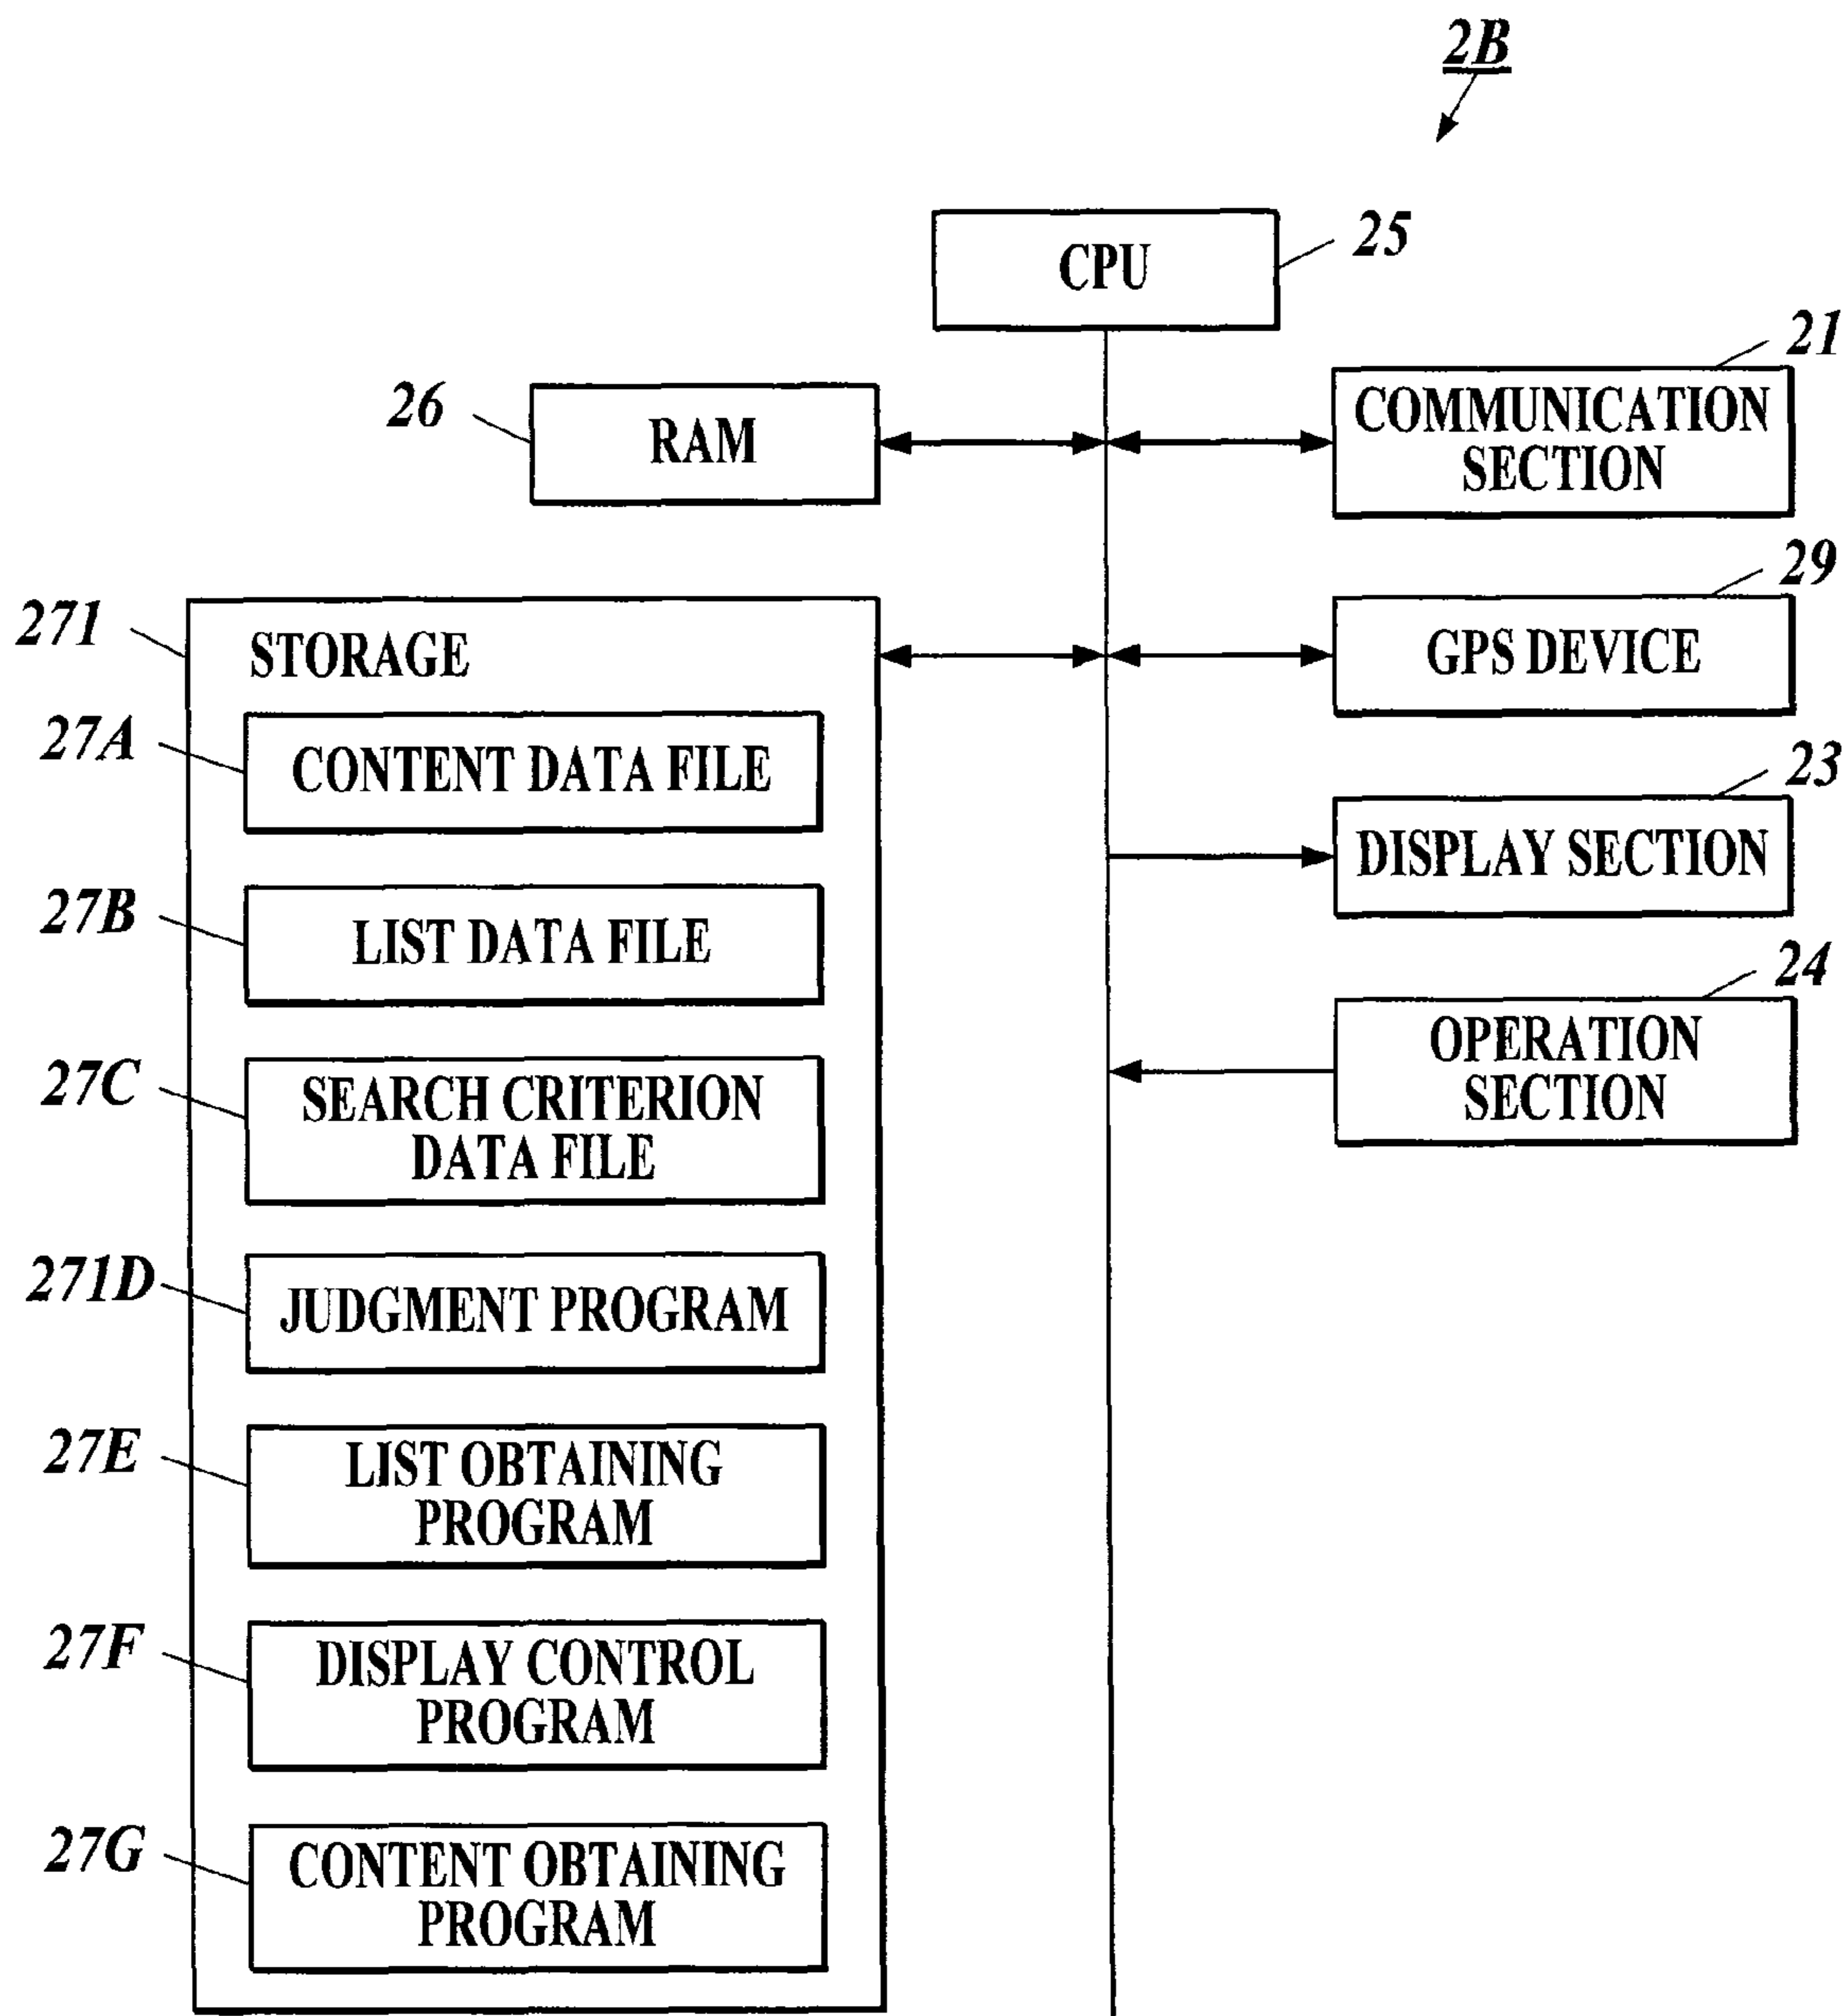 2B
CPU
25
26
RAM
21
COMMUNICATION
SECTION
29
GPS DEVICE
271
STORAGE
27A
CONTENT DATA FILE
23
DISPLAY SECTION
27B
LIST DATA FILE
24
OPERATION
SECTION
27C
SEARCH CRITERION
DATA FILE
271D
JUDGMENT PROGRAM
27E
LIST OBTAINING
PROGRAM
27F
DISPLAY CONTROL
PROGRAM
27G
CONTENT OBTAINING
PROGRAM